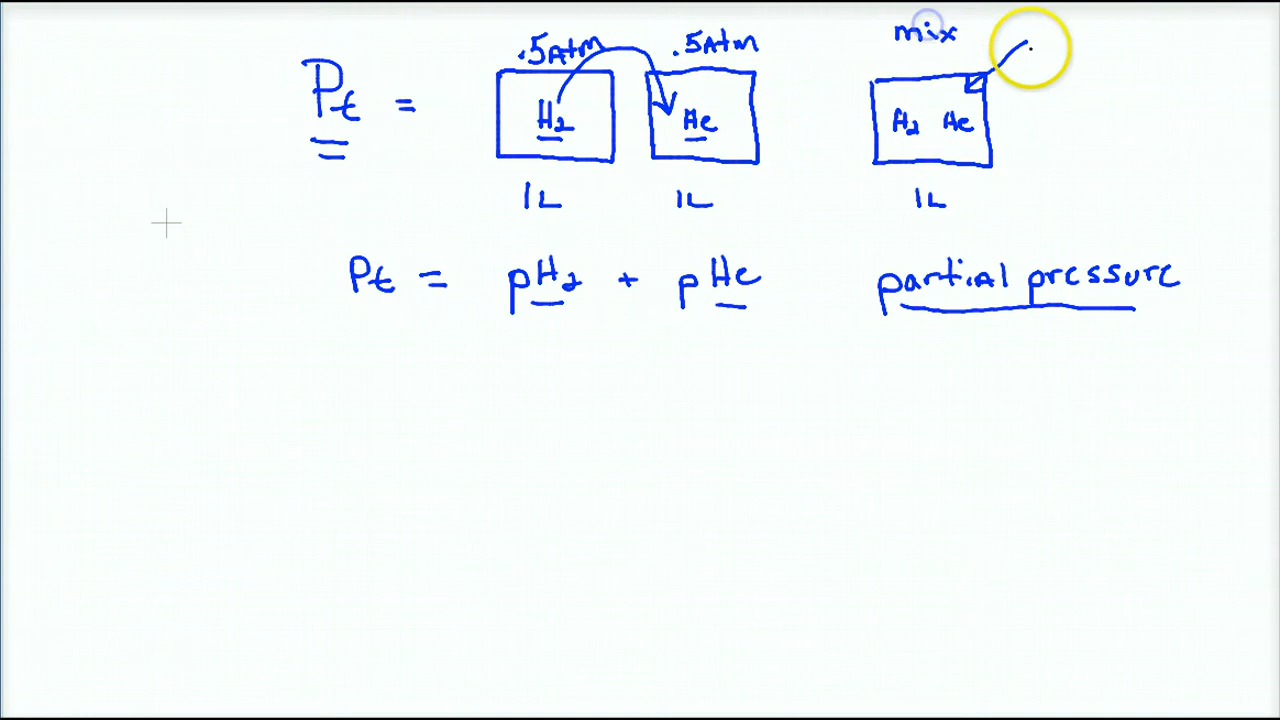 .5Atm .5Atm mix
Pt = H2 He H2 He
1L 1L 1L
Pt = pH2 + pHe partial pressure